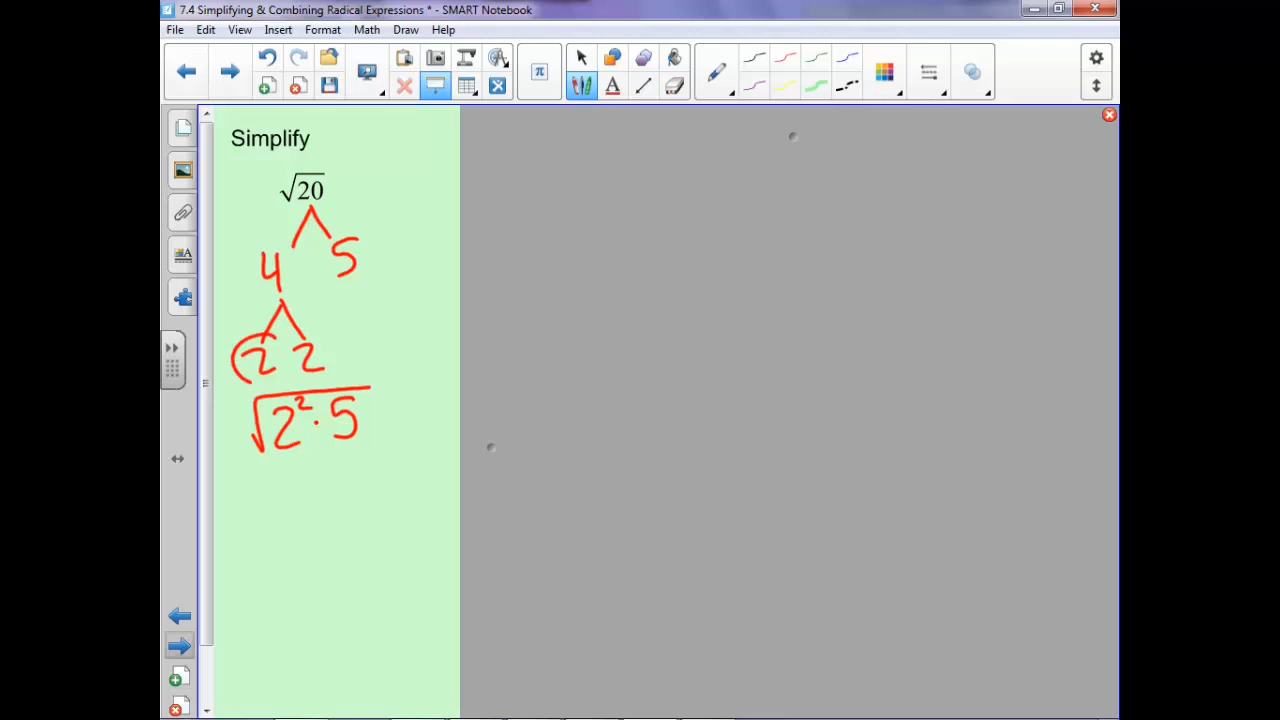 7.4 Simplifying & Combining Radical Expressions * - SMART Notebook
File Edit View Insert Format Math Draw Help
π
A
Simplify
√20
4 5
2 2
√2²·5